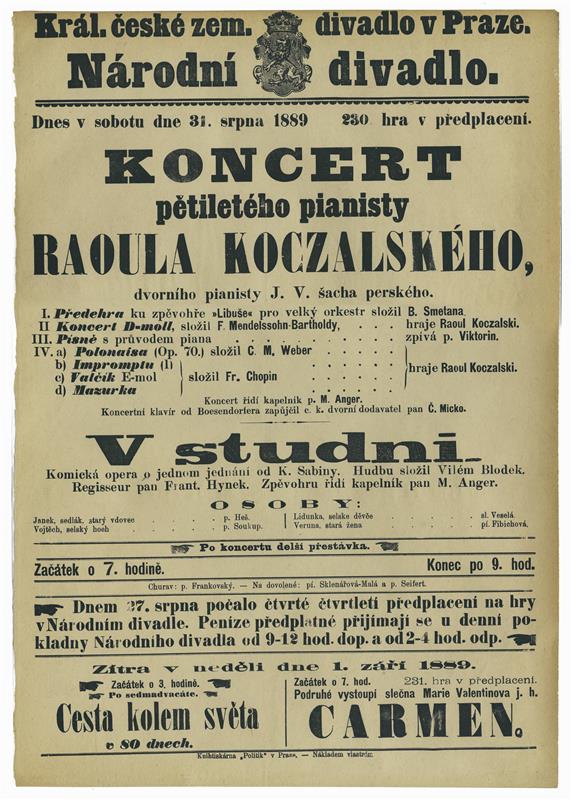 Král. české zem. divadlo v Praze.
Národní divadlo.
Dnes v sobotu dne 31. srpna 1889 230 hra v předplacení.
KONCERT
pětiletého pianisty
RAOULA KOCZALSKÉHO,
dvorního pianisty J. V. šacha perského.
I. Předehra ku zpěvohře »Libuše« pro velký orkestr složil B. Smetana.
II Koncert D-moll, složil F. Mendelssohn-Bartholdy, . . . hraje Raoul Koczalski.
III. Písně s průvodem piana . . . . . . . . . . zpívá p. Viktorin.
IV. a) Polonaisa (Op. 70.) složil C. M. Weber . . . . .
b) Impromptu (I) . . . . . . hraje Raoul Koczalski.
c) Valčík E-mol složil Fr. Chopin . . . . . .
d) Mazurka . . . . . .
Koncert řídí kapelník p. M. Anger.
Koncertní klavír od Boesendorfera zapůjčil c. k. dvorní dodavatel pan Č. Micko.
V studni.
Komická opera o jednom jednání od K. Sabiny. Hudbu složil Vilém Blodek.
Regisseur pan Frant. Hynek. Zpěvohru řídí kapelník pan M. Anger.
OSOBY:
Janek, sedlák, starý vdovec . . . . p. Heš.
Vojtěch, selský hoch . . . . p. Soukup.
Lidunka, selske děvče . . . . sl. Veselá.
Veruna, stará žena . . . . pí. Fibichová.
Po koncertu delší přestávka.
Začátek o 7. hodině. Konec po 9. hod.
Churav: p. Frankovský. — Na dovolené: pí. Sklenářová-Malá a p. Seifert.
Dnem 27. srpna počalo čtvrté čtvrtletí předplacení na hry
v Národním divadle. Peníze předplatné přijímají se u denní po-
kladny Národního divadla od 9-12 hod. dop. a od 2-4 hod. odp.
Zítra v neděli dne 1. září 1889.
Začátek o 3. hodině.
Po sedmadvacáté.
Cesta kolem světa
v 80 dnech.
Začátek o 7. hod. 231. hra v předplacení.
Podruhé vystoupí slečna Marie Valentinova j. h.
CARMEN.
Knihtiskárna „Politik“ v Praze. — Nákladem vlastním.